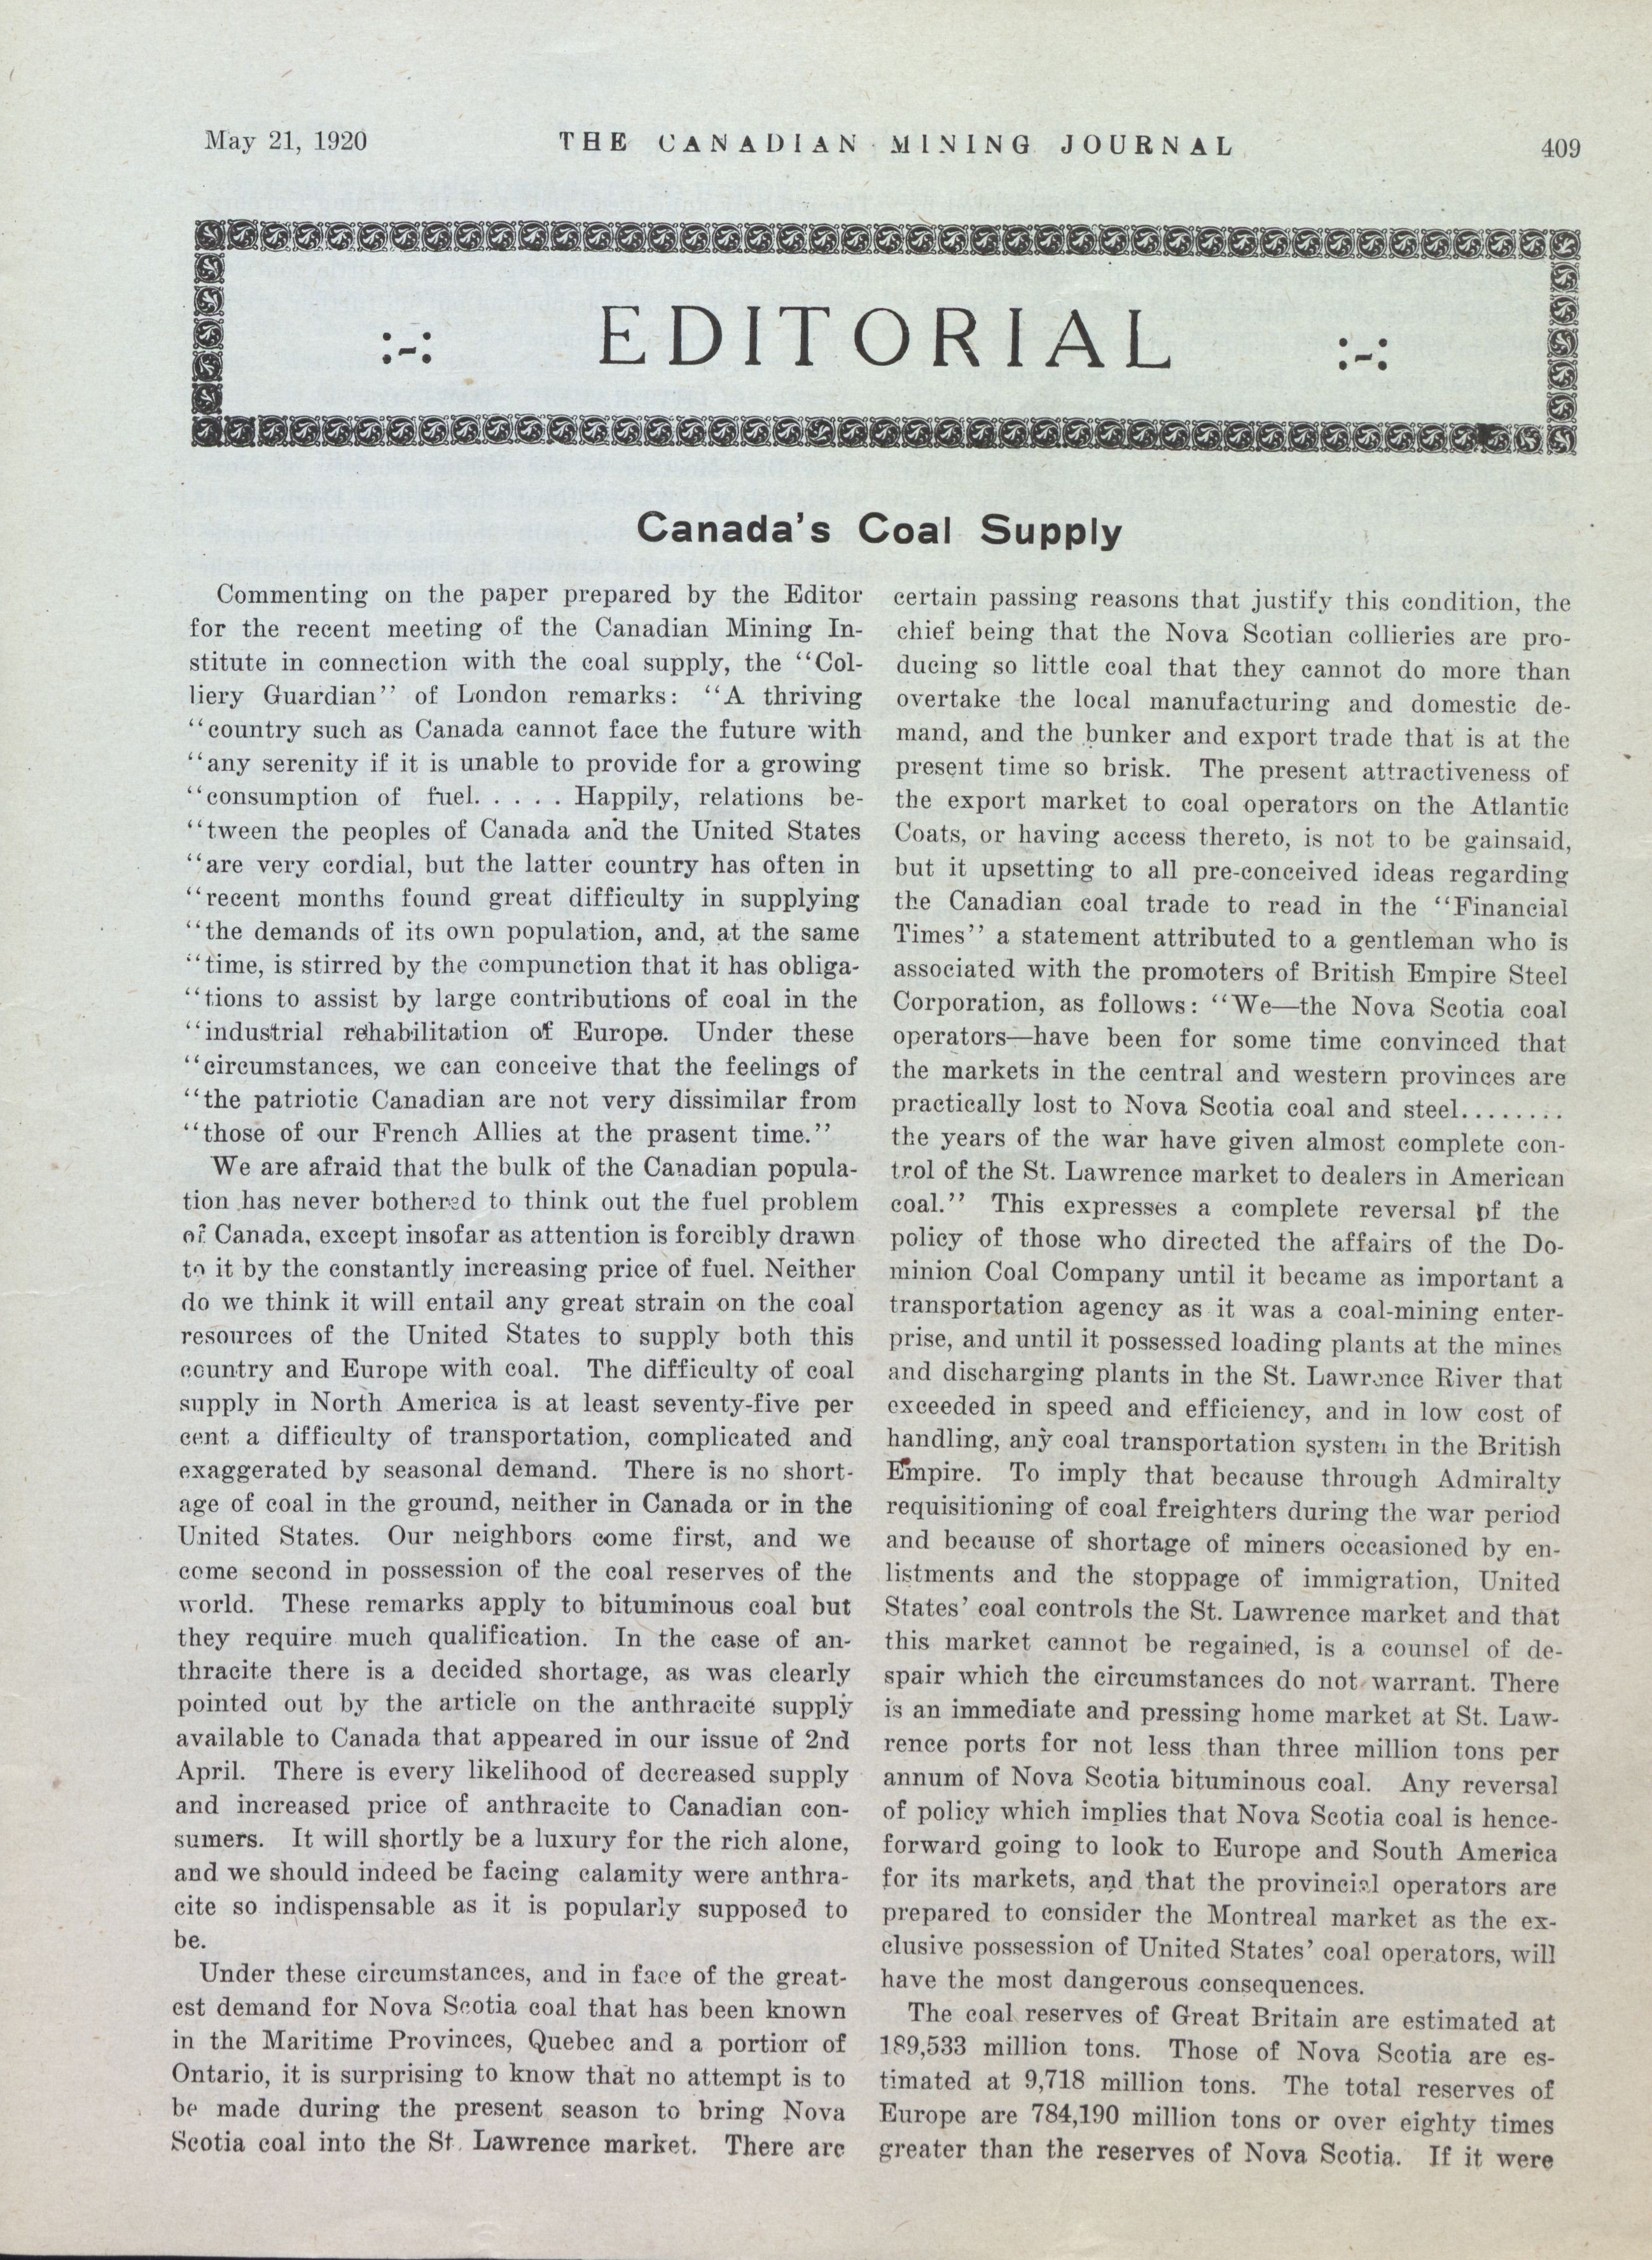 May 21, 1920
THE CANADIAN MINING JOURNAL
409
:-: EDITORIAL :-:
Canada's Coal Supply
Commenting on the paper prepared by the Editor
for the recent meeting of the Canadian Mining In-
stitute in connection with the coal supply, the "Col-
liery Guardian" of London remarks: "A thriving
"country such as Canada cannot face the future with
"any serenity if it is unable to provide for a growing
"consumption of fuel. . . . . Happily, relations be-
"tween the peoples of Canada and the United States
"are very cordial, but the latter country has often in
"recent months found great difficulty in supplying
"the demands of its own population, and, at the same
"time, is stirred by the compunction that it has obliga-
"tions to assist by large contributions of coal in the
"industrial rehabilitation of Europe. Under these
"circumstances, we can conceive that the feelings of
"the patriotic Canadian are not very dissimilar from
"those of our French Allies at the prasent time."
We are afraid that the bulk of the Canadian popula-
tion has never bothered to think out the fuel problem
of Canada, except insofar as attention is forcibly drawn
to it by the constantly increasing price of fuel. Neither
do we think it will entail any great strain on the coal
resources of the United States to supply both this
country and Europe with coal. The difficulty of coal
supply in North America is at least seventy-five per
cent a difficulty of transportation, complicated and
exaggerated by seasonal demand. There is no short-
age of coal in the ground, neither in Canada or in the
United States. Our neighbors come first, and we
come second in possession of the coal reserves of the
world. These remarks apply to bituminous coal but
they require much qualification. In the case of an-
thracite there is a decided shortage, as was clearly
pointed out by the article on the anthracite supply
available to Canada that appeared in our issue of 2nd
April. There is every likelihood of decreased supply
and increased price of anthracite to Canadian con-
sumers. It will shortly be a luxury for the rich alone,
and we should indeed be facing calamity were anthra-
cite so indispensable as it is popularly supposed to
be.
Under these circumstances, and in face of the great-
est demand for Nova Scotia coal that has been known
in the Maritime Provinces, Quebec and a portion of
Ontario, it is surprising to know that no attempt is to
be made during the present season to bring Nova
Scotia coal into the St. Lawrence market. There are
certain passing reasons that justify this condition, the
chief being that the Nova Scotian collieries are pro-
ducing so little coal that they cannot do more than
overtake the local manufacturing and domestic de-
mand, and the bunker and export trade that is at the
present time so brisk. The present attractiveness of
the export market to coal operators on the Atlantic
Coats, or having access thereto, is not to be gainsaid,
but it upsetting to all pre-conceived ideas regarding
the Canadian coal trade to read in the "Financial
Times" a statement attributed to a gentleman who is
associated with the promoters of British Empire Steel
Corporation, as follows: "We—the Nova Scotia coal
operators—have been for some time convinced that
the markets in the central and western provinces are
practically lost to Nova Scotia coal and steel........
the years of the war have given almost complete con-
trol of the St. Lawrence market to dealers in American
coal." This expresses a complete reversal of the
policy of those who directed the affairs of the Do-
minion Coal Company until it became as important a
transportation agency as it was a coal-mining enter-
prise, and until it possessed loading plants at the mines
and discharging plants in the St. Lawrence River that
exceeded in speed and efficiency, and in low cost of
handling, any coal transportation system in the British
Empire. To imply that because through Admiralty
requisitioning of coal freighters during the war period
and because of shortage of miners occasioned by en-
listments and the stoppage of immigration, United
States' coal controls the St. Lawrence market and that
this market cannot be regained, is a counsel of de-
spair which the circumstances do not warrant. There
is an immediate and pressing home market at St. Law-
rence ports for not less than three million tons per
annum of Nova Scotia bituminous coal. Any reversal
of policy which implies that Nova Scotia coal is hence-
forward going to look to Europe and South America
for its markets, and that the provincial operators are
prepared to consider the Montreal market as the ex-
clusive possession of United States' coal operators, will
have the most dangerous consequences.
The coal reserves of Great Britain are estimated at
189,533 million tons. Those of Nova Scotia are es-
timated at 9,718 million tons. The total reserves of
Europe are 784,190 million tons or over eighty times
greater than the reserves of Nova Scotia. If it were